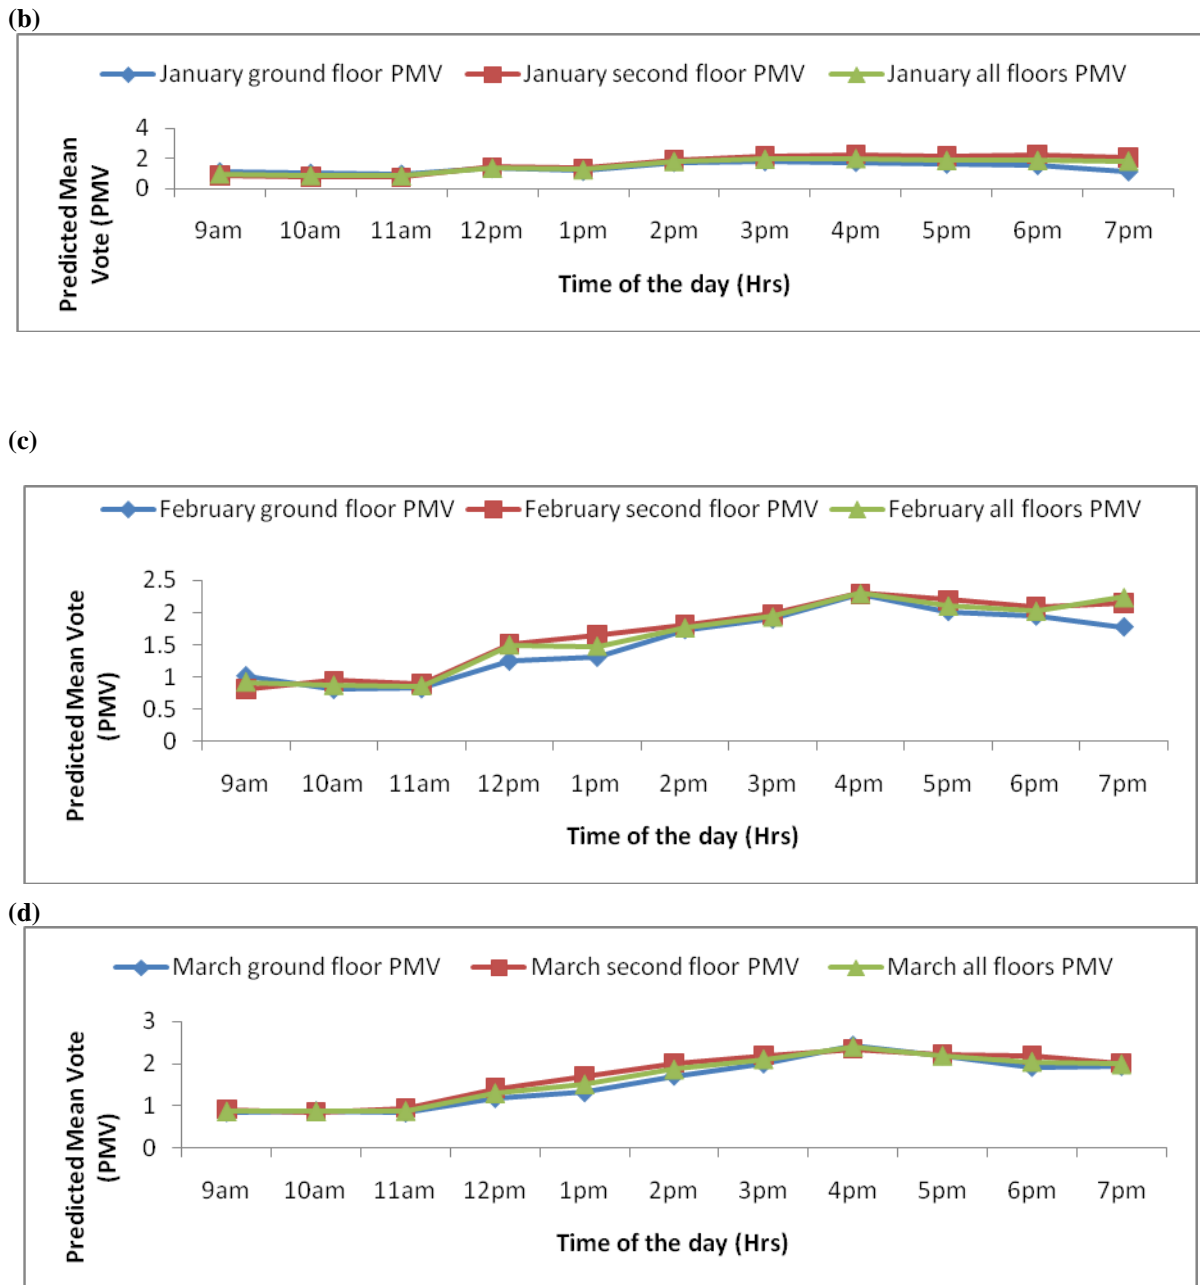 (b)
January ground floor PMV January second floor PMV January all floors PMV
Predicted Mean
Vote (PMV
4
2
0
9am 10am 11am 12pm 1pm 2pm 3pm 4pm 5pm 6pm 7pm
Time of the day (Hrs)
(c)
February ground floor PMV February second floor PMV February all floors PMV
Predicted Mean Vote
(PMV)
2.5
2
1.5
1
0.5
0
9am 10am 11am 12pm 1pm 2pm 3pm 4pm 5pm 6pm 7pm
Time of the day (Hrs)
(d)
March ground floor PMV March second floor PMV March all floors PMV
Predicted Mean Vote
(PMV)
3
2
1
0
9am 10am 11am 12pm 1pm 2pm 3pm 4pm 5pm 6pm 7pm
Time of the day (Hrs)